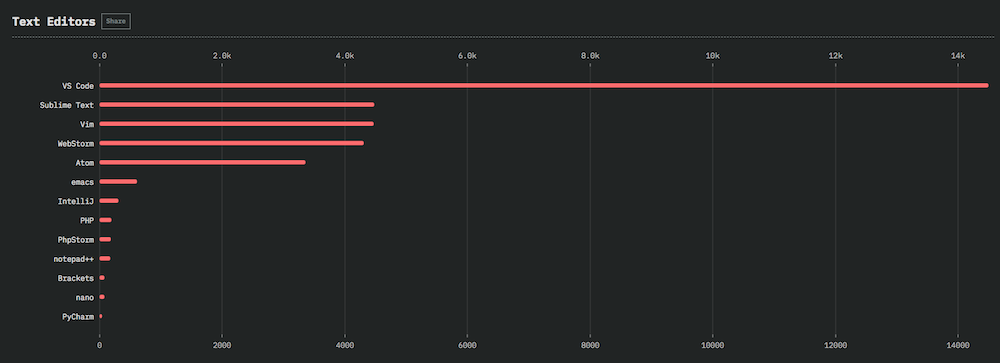 Text Editors Share
0.0 2.0k 4.0k 6.0k 8.0k 10k 12k 14k
VS Code
Sublime Text
Vim
WebStorm
Atom
emacs
IntelliJ
PHP
PhpStorm
notepad++
Brackets
nano
PyCharm
0 2000 4000 6000 8000 10000 12000 14000